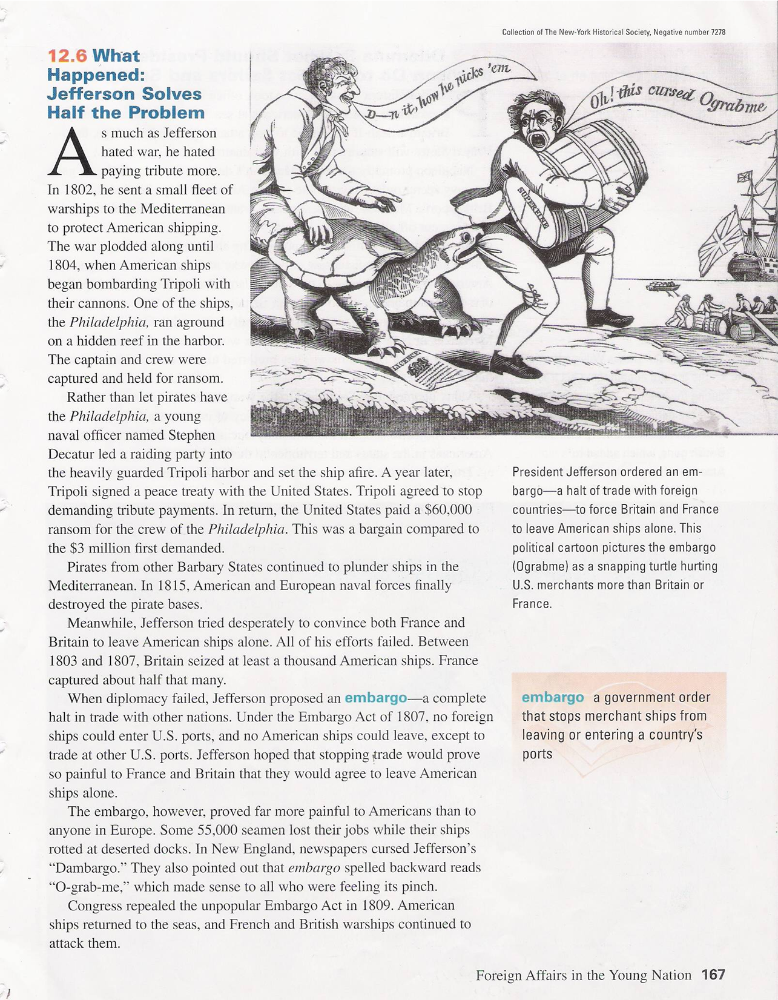 Collection of The New-York Historical Society, Negative number 7278
12.6 What
Happened:
Jefferson Solves
Half the Problem
As much as Jefferson
hated war, he hated
paying tribute more.
In 1802, he sent a small fleet of
warships to the Mediterranean
to protect American shipping.
The war plodded along until
1804, when American ships
began bombarding Tripoli with
their cannons. One of the ships,
the Philadelphia, ran aground
on a hidden reef in the harbor.
The captain and crew were
captured and held for ransom.
Rather than let pirates have
the Philadelphia, a young
naval officer named Stephen
Decatur led a raiding party into
the heavily guarded Tripoli harbor and set the ship afire. A year later,
Tripoli signed a peace treaty with the United States. Tripoli agreed to stop
demanding tribute payments. In return, the United States paid a $60,000
ransom for the crew of the Philadelphia. This was a bargain compared to
the $3 million first demanded.
Pirates from other Barbary States continued to plunder ships in the
Mediterranean. In 1815, American and European naval forces finally
destroyed the pirate bases.
Meanwhile, Jefferson tried desperately to convince both France and
Britain to leave American ships alone. All of his efforts failed. Between
1803 and 1807, Britain seized at least a thousand American ships. France
captured about half that many.
When diplomacy failed, Jefferson proposed an embargo—a complete
halt in trade with other nations. Under the Embargo Act of 1807, no foreign
ships could enter U.S. ports, and no American ships could leave, except to
trade at other U.S. ports. Jefferson hoped that stopping trade would prove
so painful to France and Britain that they would agree to leave American
ships alone.
The embargo, however, proved far more painful to Americans than to
anyone in Europe. Some 55,000 seamen lost their jobs while their ships
rotted at deserted docks. In New England, newspapers cursed Jefferson's
“Dambargo.” They also pointed out that embargo spelled backward reads
“O-grab-me,” which made sense to all who were feeling its pinch.
Congress repealed the unpopular Embargo Act in 1809. American
ships returned to the seas, and French and British warships continued to
attack them.
D—n it, how he nicks 'em
Oh! this cursed Ograbme
SUPERFINE
LICENCE
President Jefferson ordered an em-
bargo—a halt of trade with foreign
countries—to force Britain and France
to leave American ships alone. This
political cartoon pictures the embargo
(Ograbme) as a snapping turtle hurting
U.S. merchants more than Britain or
France.
embargo a government order
that stops merchant ships from
leaving or entering a country's
ports
Foreign Affairs in the Young Nation 167